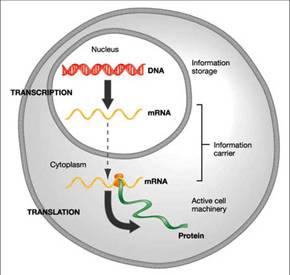 Nucleus
DNA
Information
storage
TRANSCRIPTION
mRNA
Information
carrier
Cytoplasm
mRNA
Active cell
machinery
TRANSLATION
Protein